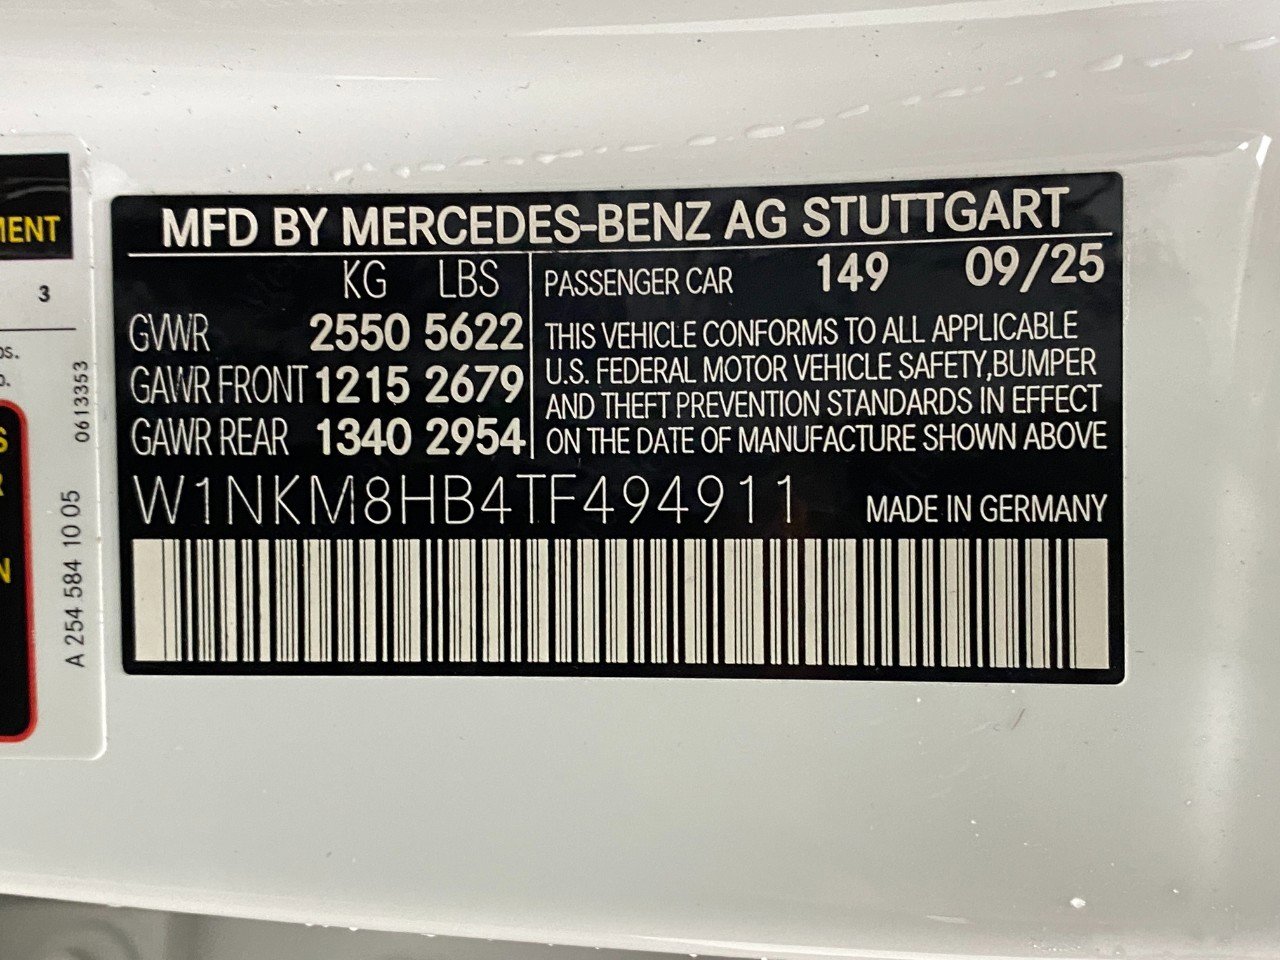 MFD BY MERCEDES-BENZ AG STUTTGART
KG LBS
GVWR 2550 5622
GAWR FRONT 1215 2679
GAWR REAR 1340 2954
PASSENGER CAR 149 09/25
THIS VEHICLE CONFORMS TO ALL APPLICABLE
U.S. FEDERAL MOTOR VEHICLE SAFETY,BUMPER
AND THEFT PREVENTION STANDARDS IN EFFECT
ON THE DATE OF MANUFACTURE SHOWN ABOVE
W1NKM8HB4TF494911 MADE IN GERMANY
3
0613353
A 254 584 10 05